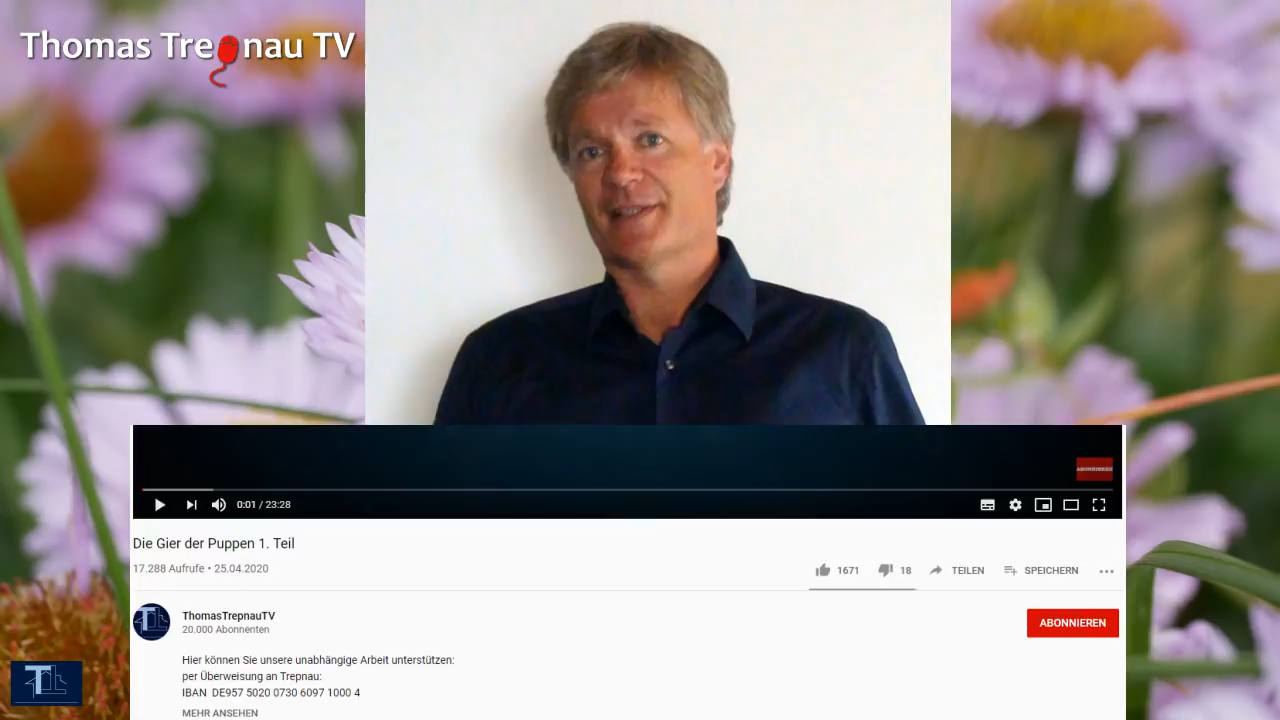 Thomas Trepnau TV
ABONNIEREN
0:01 / 23:28
Die Gier der Puppen 1. Teil
17.288 Aufrufe • 25.04.2020
1671 18 TEILEN SPEICHERN
ThomasTrepnauTV
20.000 Abonnenten
ABONNIEREN
Hier können Sie unsere unabhängige Arbeit unterstützen:
per Überweisung an Trepnau:
IBAN DE957 5020 0730 6097 1000 4
MEHR ANSEHEN